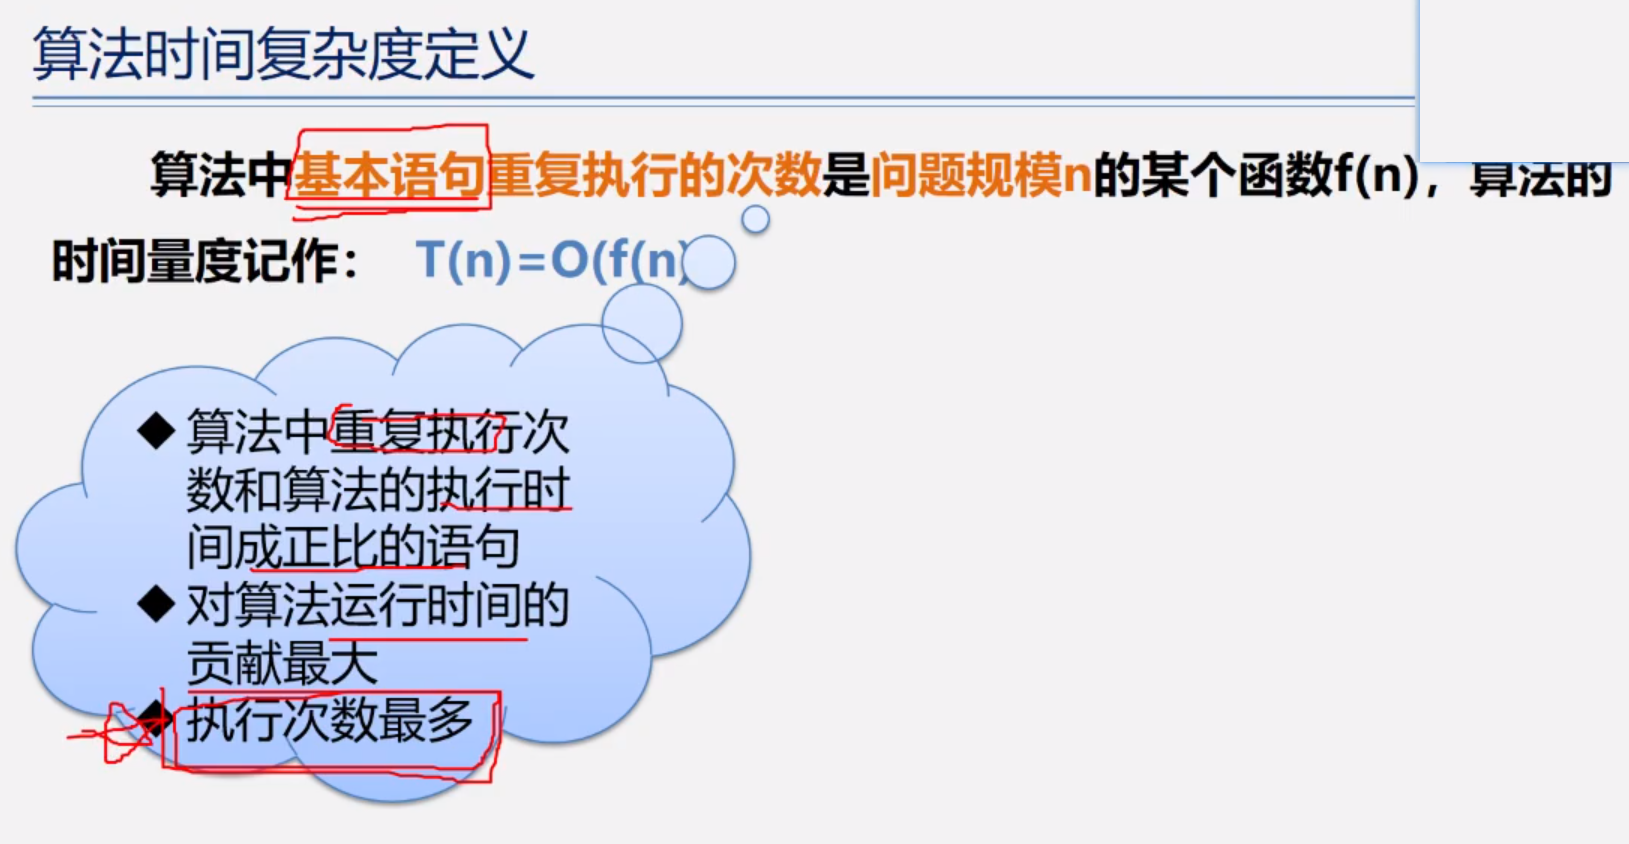 算法时间复杂度定义
算法中基本语句重复执行的次数是问题规模n的某个函数f(n)，算法的
时间量度记作： T(n)=O(f(n)
◆ 算法中重复执行次
数和算法的执行时
间成正比的语句
◆ 对算法运行时间的
贡献最大
◆ 执行次数最多